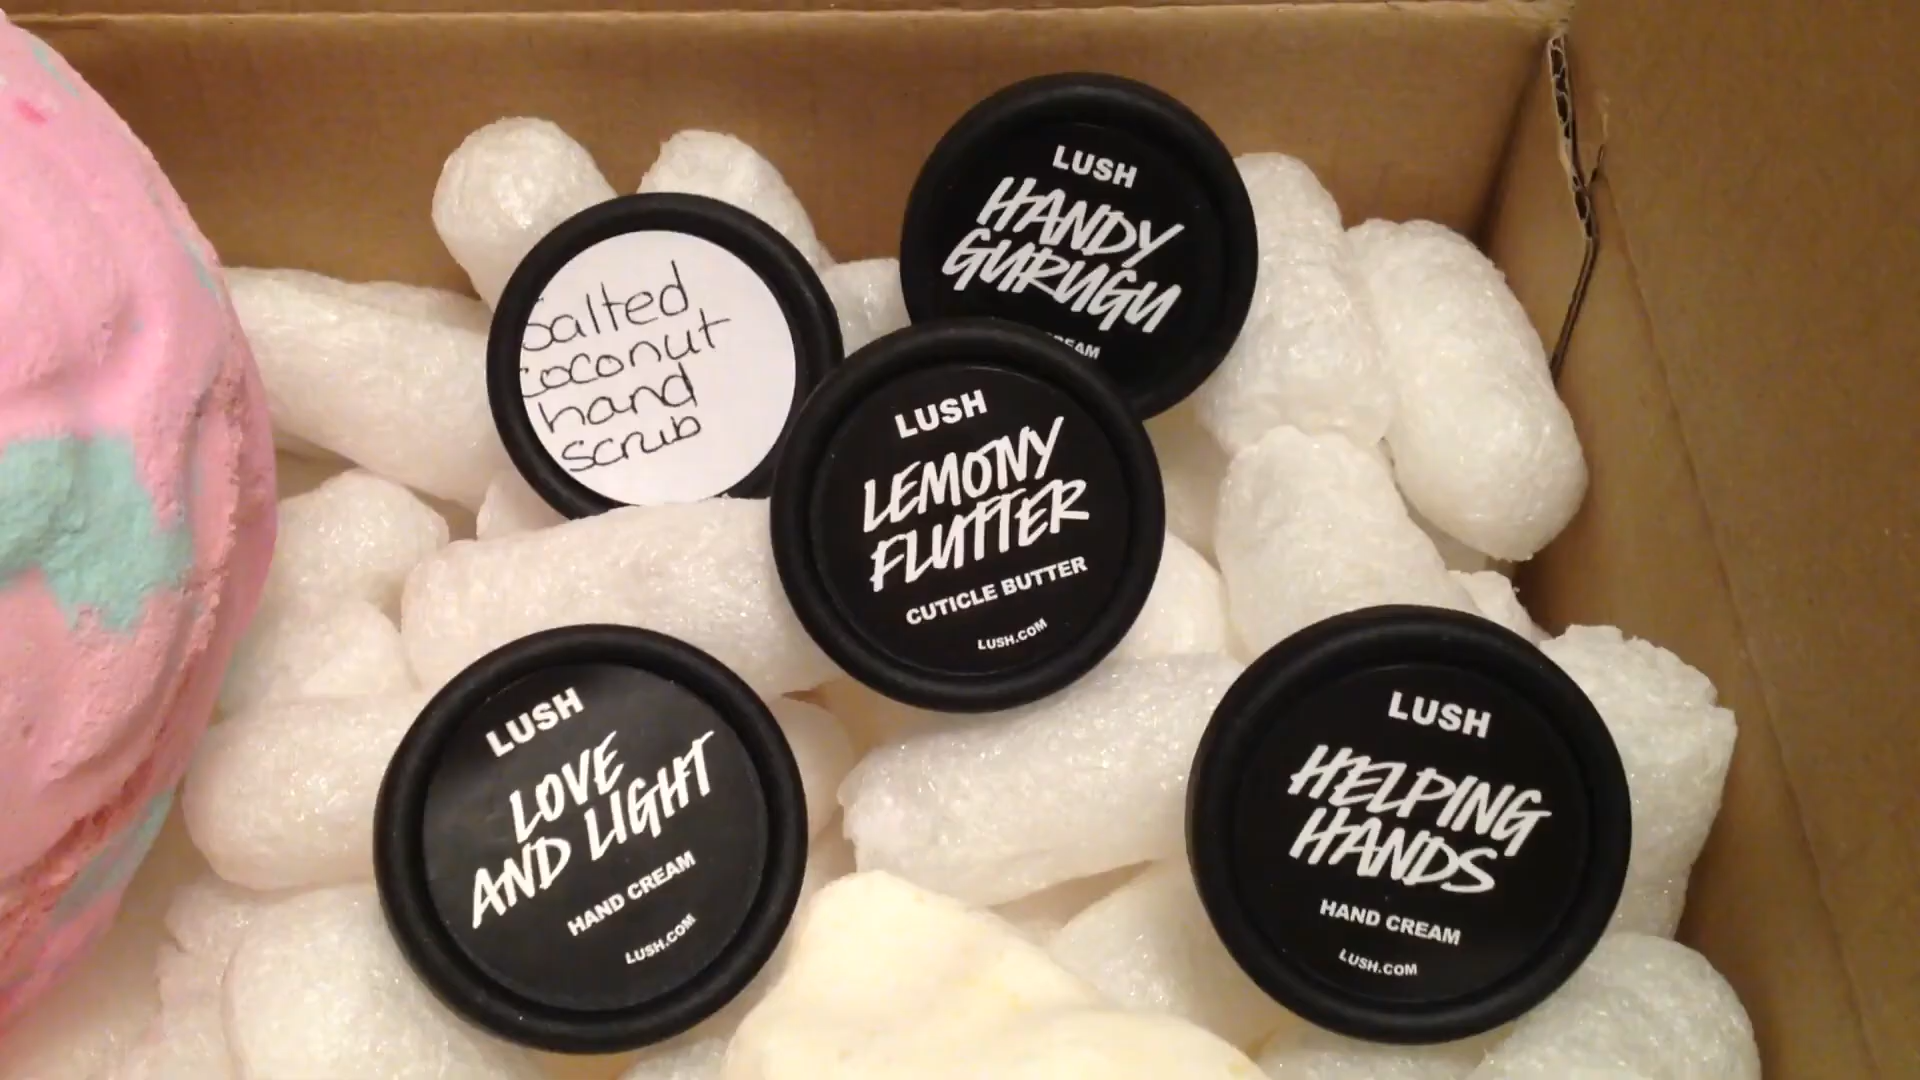 Salted
coconut
hand
scrub
LUSH
HANDY
GURUGU
CREAM
LUSH
LEMONY
FLUTTER
CUTICLE BUTTER
LUSH.COM
LUSH
LOVE
AND LIGHT
HAND CREAM
LUSH.COM
LUSH
HELPING
HANDS
HAND CREAM
LUSH.COM